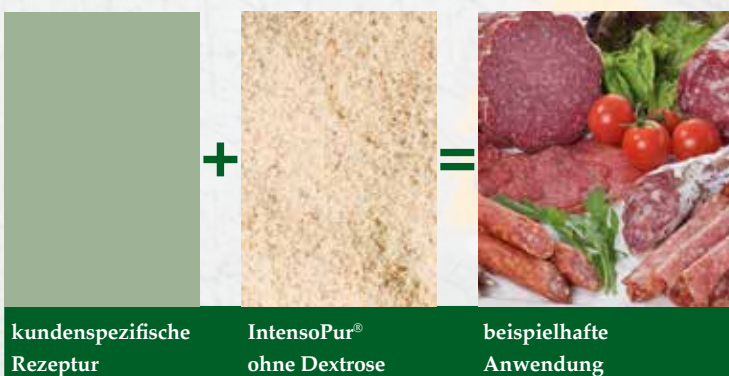 + =
kundenspezifische
Rezeptur
IntensoPur®
ohne Dextrose
beispielhafte
Anwendung